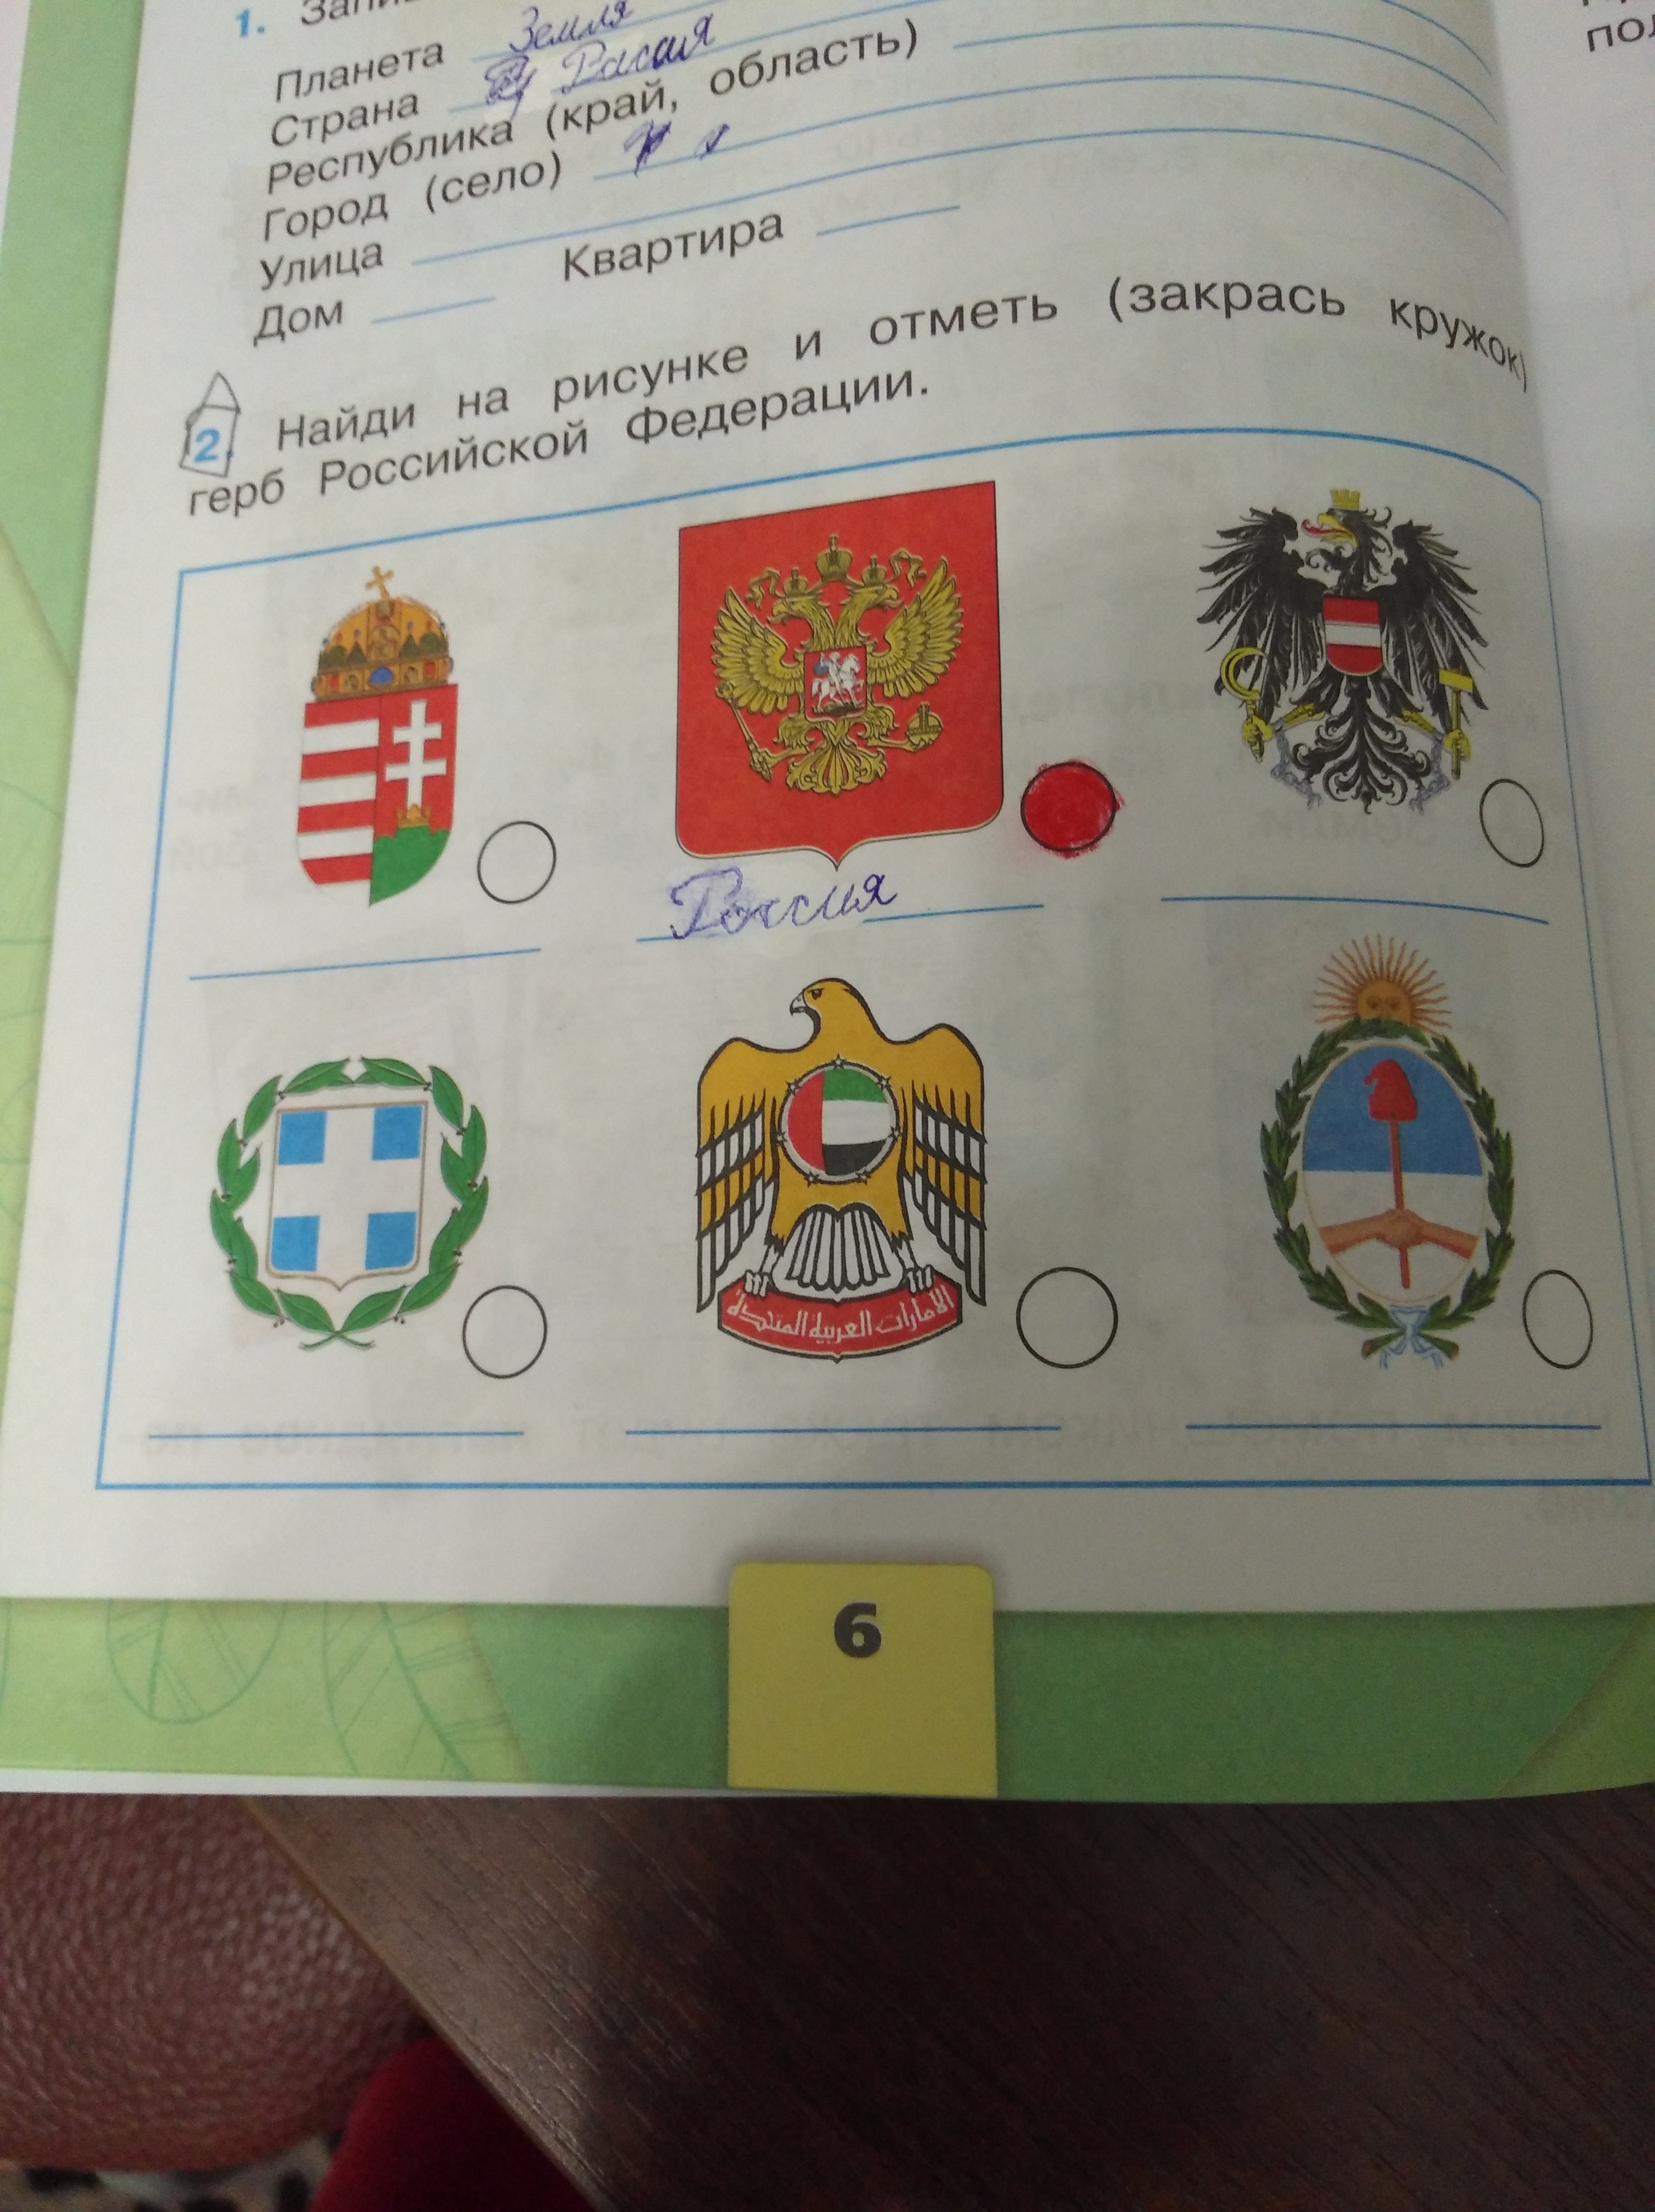 1.
Планета Земля
Страна Россия
Республика (край, область)
Город (село)
Улица
Дом Квартира
2. Найди на рисунке и отметь (закрась кружок)
герб Российской Федерации.
Россия
الامارات العربية المتحدة
6